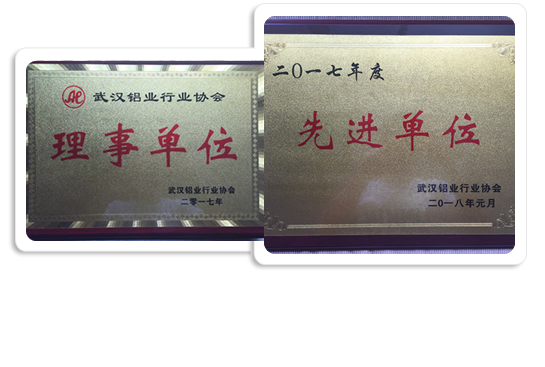 武汉铝业行业协会
理事单位
武汉铝业行业协会
二零一七年
二〇一七年度
先进单位
武汉铝业行业协会
二〇一八年元月